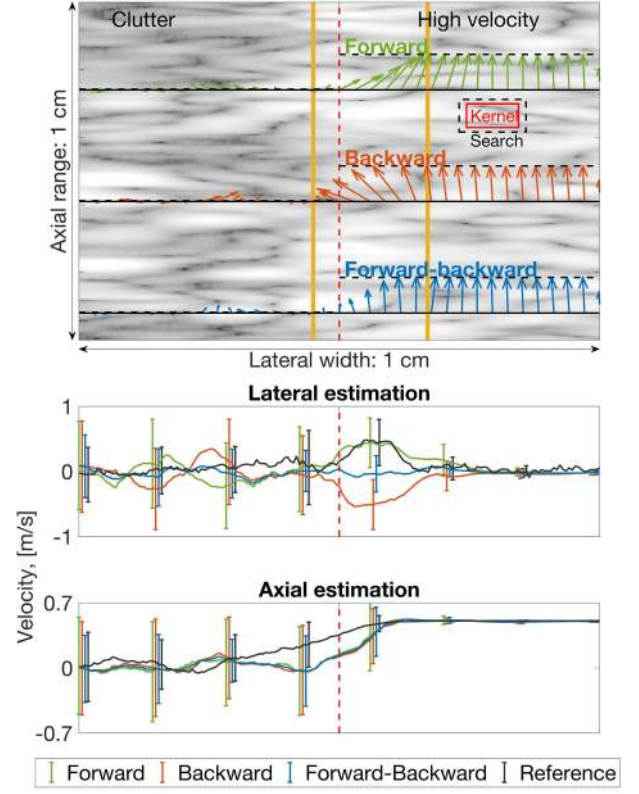 Clutter High velocity
Forward
Kernel
Search
Backward
Forward-backward
Axial range: 1 cm
Lateral width: 1 cm
Lateral estimation
1
0
-1
Velocity, [m/s]
Axial estimation
0.7
0
-0.7
Forward Backward Forward-Backward Reference